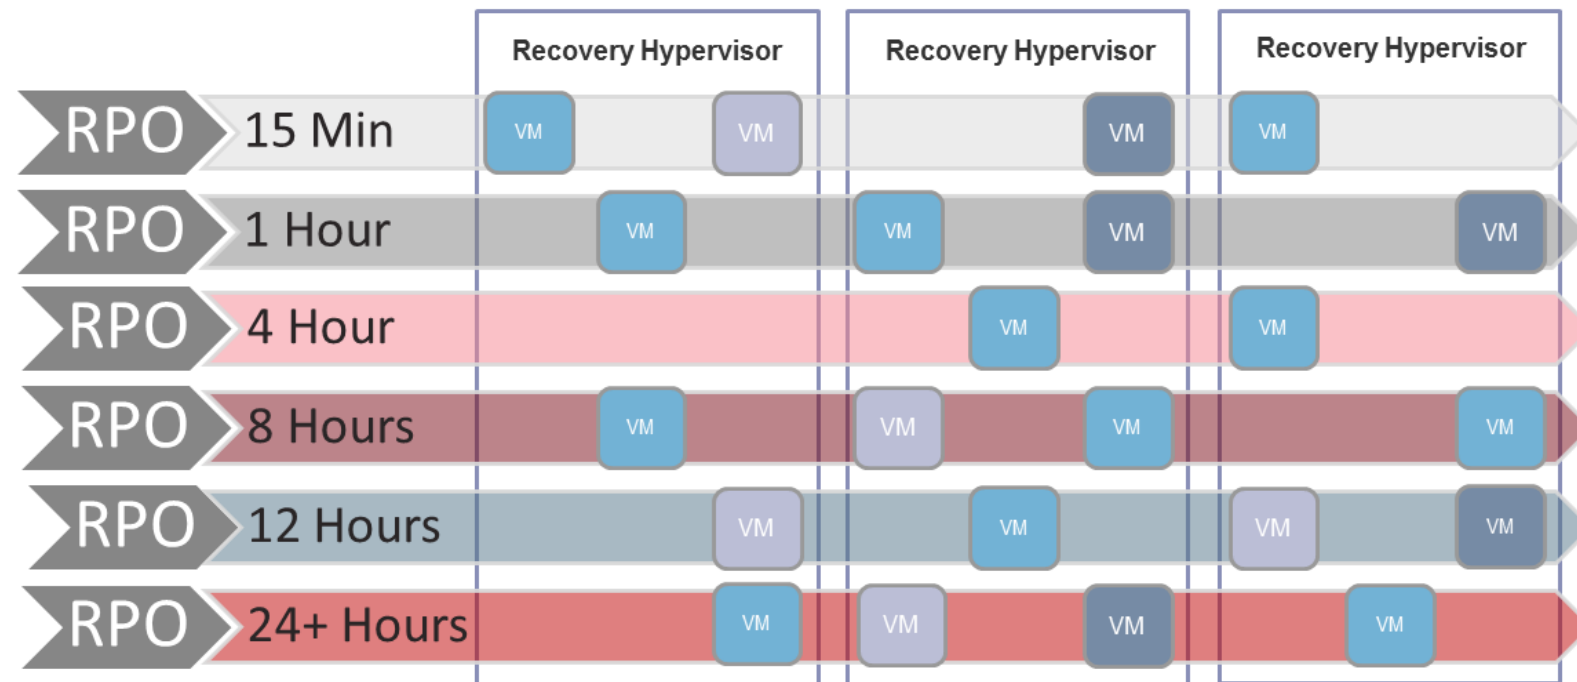 Recovery Hypervisor Recovery Hypervisor Recovery Hypervisor
RPO 15 Min VM VM VM VM
RPO 1 Hour VM VM VM VM
RPO 4 Hour VM VM
RPO 8 Hours VM VM VM VM
RPO 12 Hours VM VM VM VM
RPO 24+ Hours VM VM VM VM